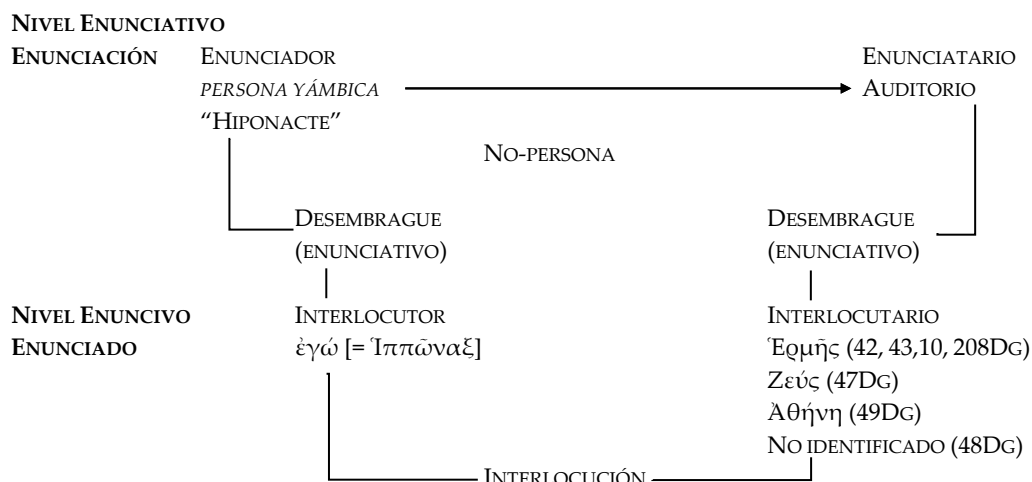 NIVEL ENUNCIATIVO
ENUNCIACIÓN ENUNCIADOR ENUNCIATARIO
PERSONA YÁMBICA AUDITORIO
“HIPONACTE”
NO-PERSONA
DESEMBRAGUE DESEMBRAGUE
(ENUNCIATIVO) (ENUNCIATIVO)
NIVEL ENUNCIVO INTERLOCUTOR INTERLOCUTARIO
ENUNCIADO ἐγώ [= Ἱππῶναξ] Ἑρμῆς (42, 43,10, 208DG)
Ζεύς (47DG)
Ἀθήνη (49DG)
NO IDENTIFICADO (48DG)
INTERLOCUCIÓN